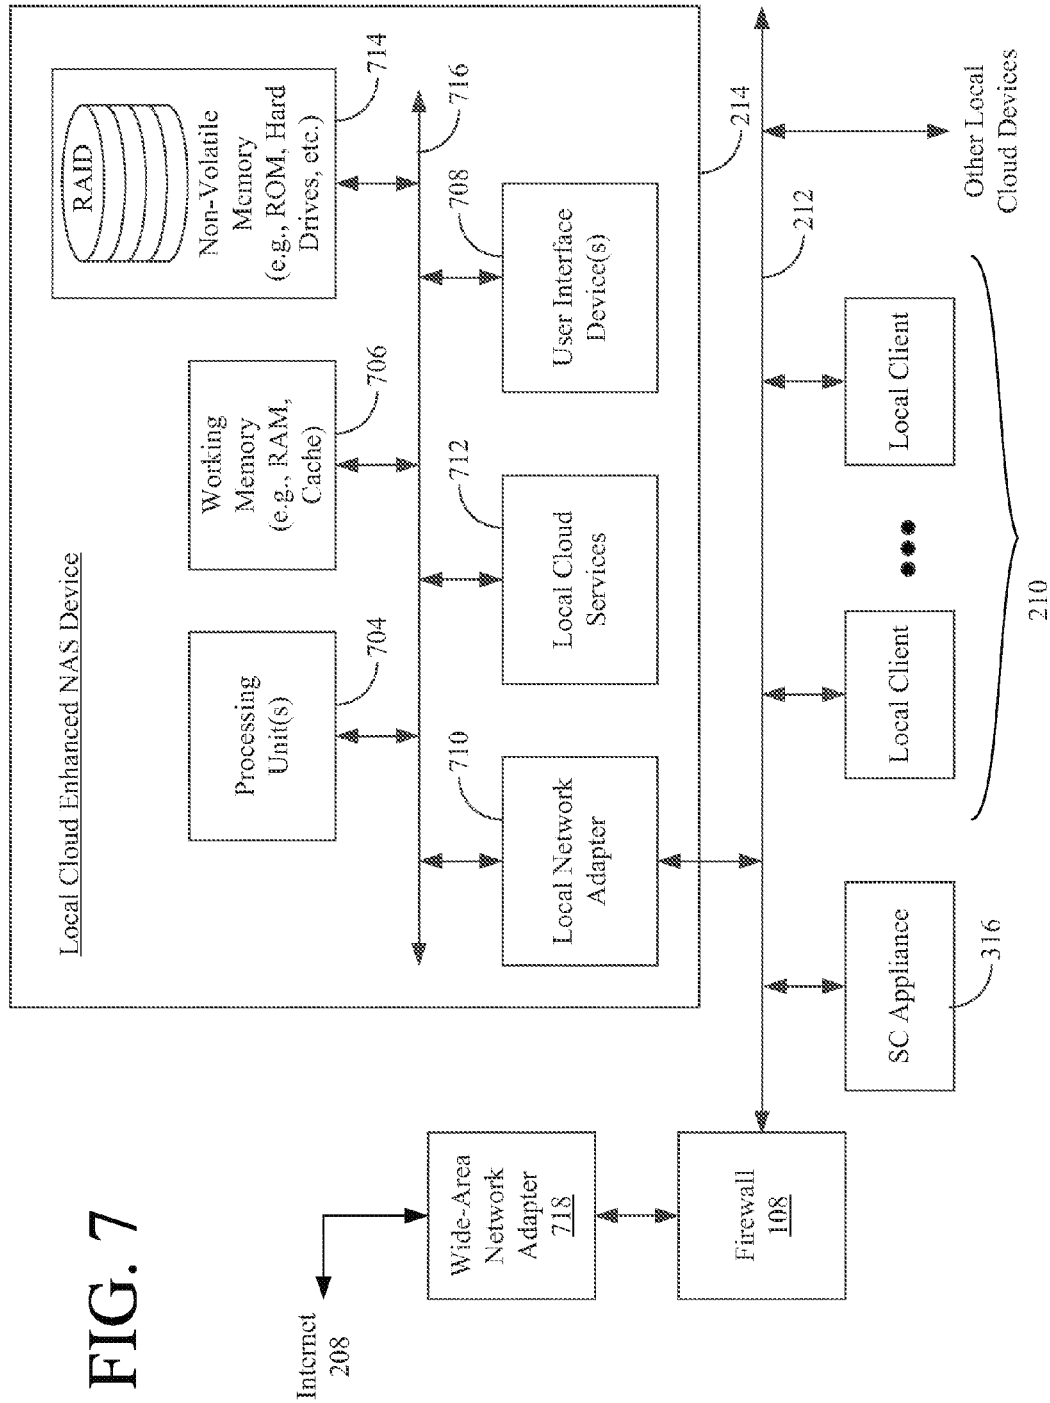 FIG. 7
Local Cloud Enhanced NAS Device
RAID
Non-Volatile
Memory
(e.g., ROM, Hard
Drives, etc.)
714
Working
Memory
(e.g., RAM,
Cache)
706
Processing
Unit(s)
704
716
710
Local Network
Adapter
712
Local Cloud
Services
708
User Interface
Device(s)
214
Internet
208
Wide-Area
Network
Adapter
718
Firewall
108
212
SC Appliance
316
Local Client
Local Client
210
Other Local
Cloud Devices